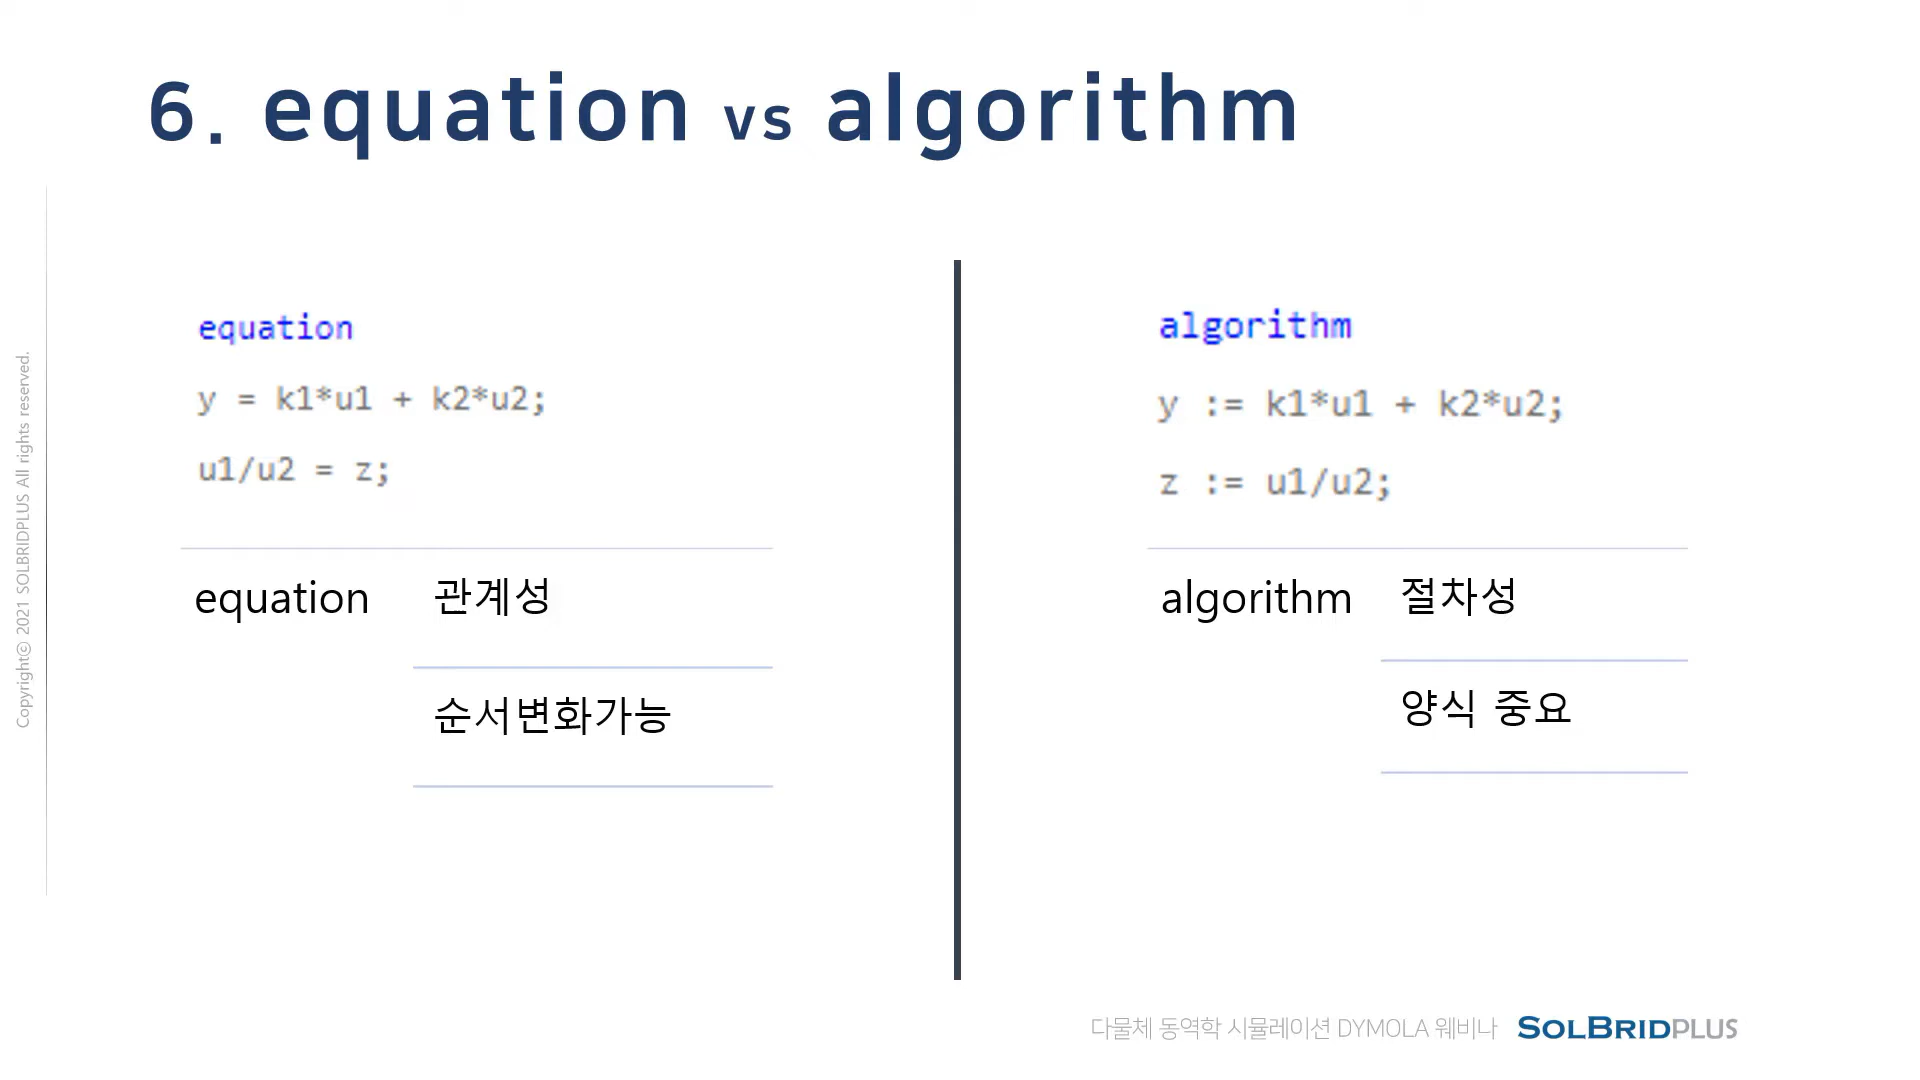 6. equation vs algorithm
equation
y = k1*u1 + k2*u2;
u1/u2 = z;
equation 관계성
순서변화가능
algorithm
y := k1*u1 + k2*u2;
z := u1/u2;
algorithm 절차성
양식 중요
Copyright© 2021 SOLBRIDPLUS All rights reserved.
다물체 동역학 시뮬레이션 DYMOLA 웨비나 SOLBRIDPLUS